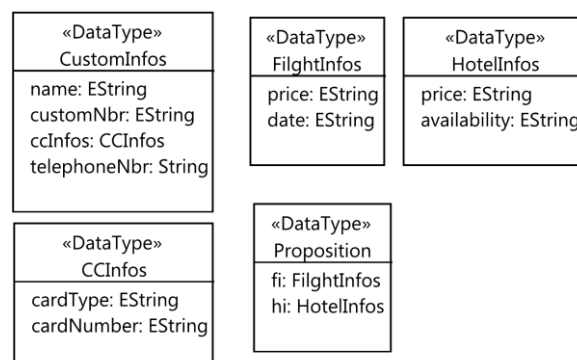 «DataType»
CustomInfos
name: EString
customNbr: EString
ccInfos: CCInfos
telephoneNbr: String
«DataType»
FilghtInfos
price: EString
date: EString
«DataType»
HotelInfos
price: EString
availability: EString
«DataType»
CCInfos
cardType: EString
cardNumber: EString
«DataType»
Proposition
fi: FilghtInfos
hi: HotelInfos